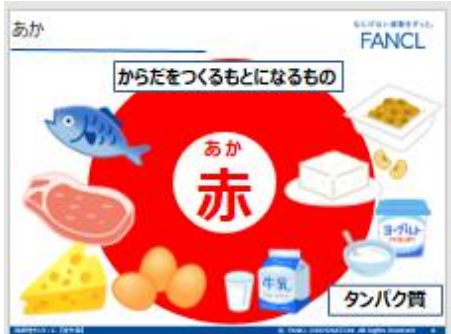 あか
FANCL
からだをつくるもとになるもの
あか
赤
ヨーグルト
牛乳
タンパク質